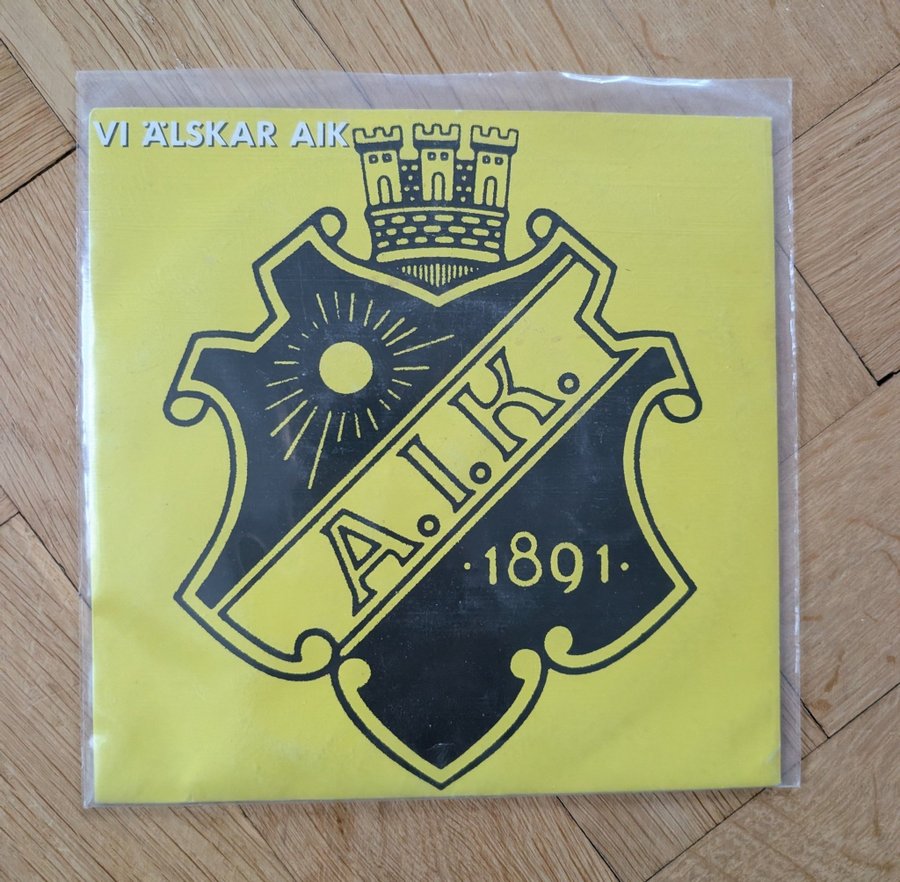 VI ÄLSKAR AIK
A.I.K.
·1891·